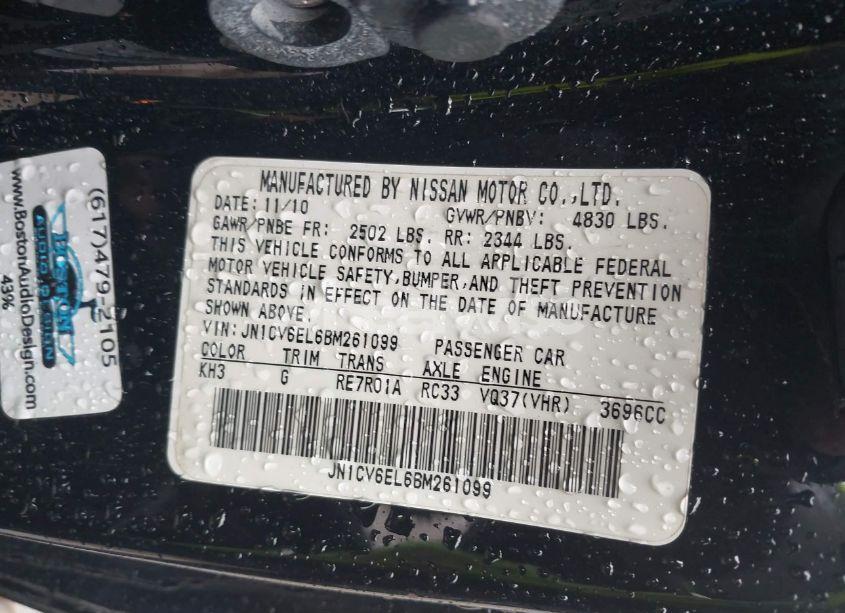 MANUFACTURED BY NISSAN MOTOR CO.,LTD.
DATE: 11/10 GVWR/PNBV: 4830 LBS.
GAWR/PNBE FR: 2502 LBS. RR: 2344 LBS.
THIS VEHICLE CONFORMS TO ALL APPLICABLE FEDERAL
MOTOR VEHICLE SAFETY,BUMPER,AND THEFT PREVENTION
STANDARDS IN EFFECT ON THE DATE OF MANUFACTURE
SHOWN ABOVE.
VIN:JN1CV6EL6BM261099 PASSENGER CAR
COLOR TRIM TRANS AXLE ENGINE
KH3 G RE7R01A RC33 VQ37(VHR) 3696CC
JN1CV6EL6BM261099
(617)479-2105
BOSTON
AUDIO DESIGN
www.BostonAudioDesign.com
43%